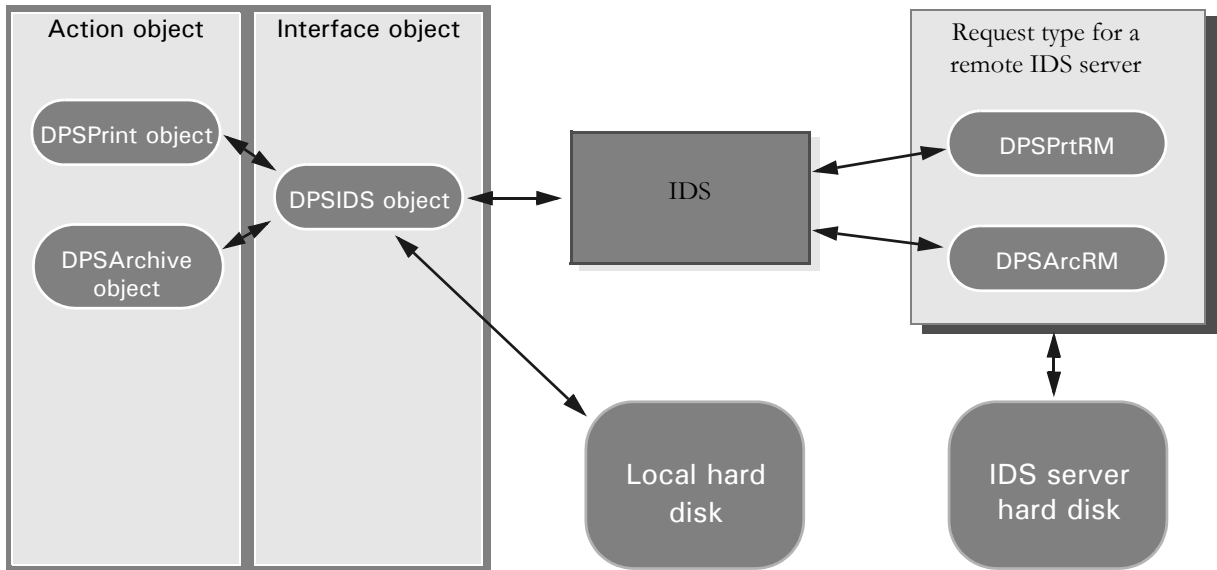 Action object
Interface object
Request type for a
remote IDS server
DPSPrint object
DPSPrtRM
DPSIDS object
IDS
DPSArchive
object
DPSArcRM
Local hard
disk
IDS server
hard disk